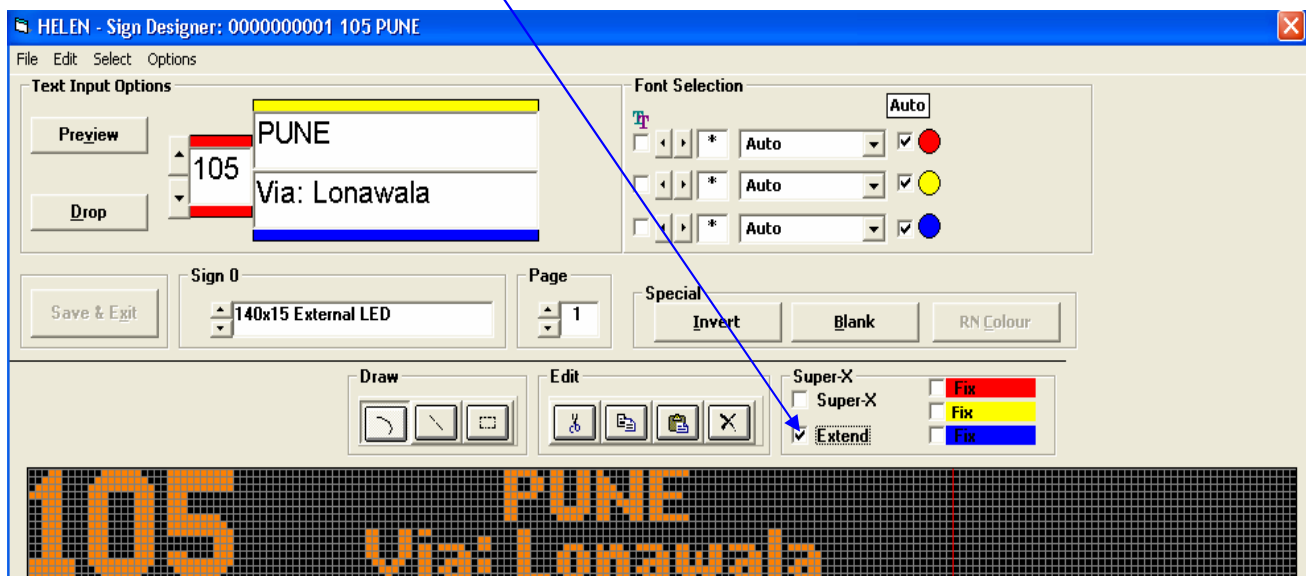 HELEN - Sign Designer: 0000000001 105 PUNE
File Edit Select Options
Text Input Options
Font Selection
Auto
Preview
PUNE
* Auto
105
* Auto
Via: Lonawala
Drop
* Auto
Sign 0
Page
Special
Save & Exit
140x15 External LED
1
Invert
Blank
RN Colour
Draw
Edit
Super-X
Super-X
Fix
Fix
Extend
Fix
105
PUNE
Via: Lonawala